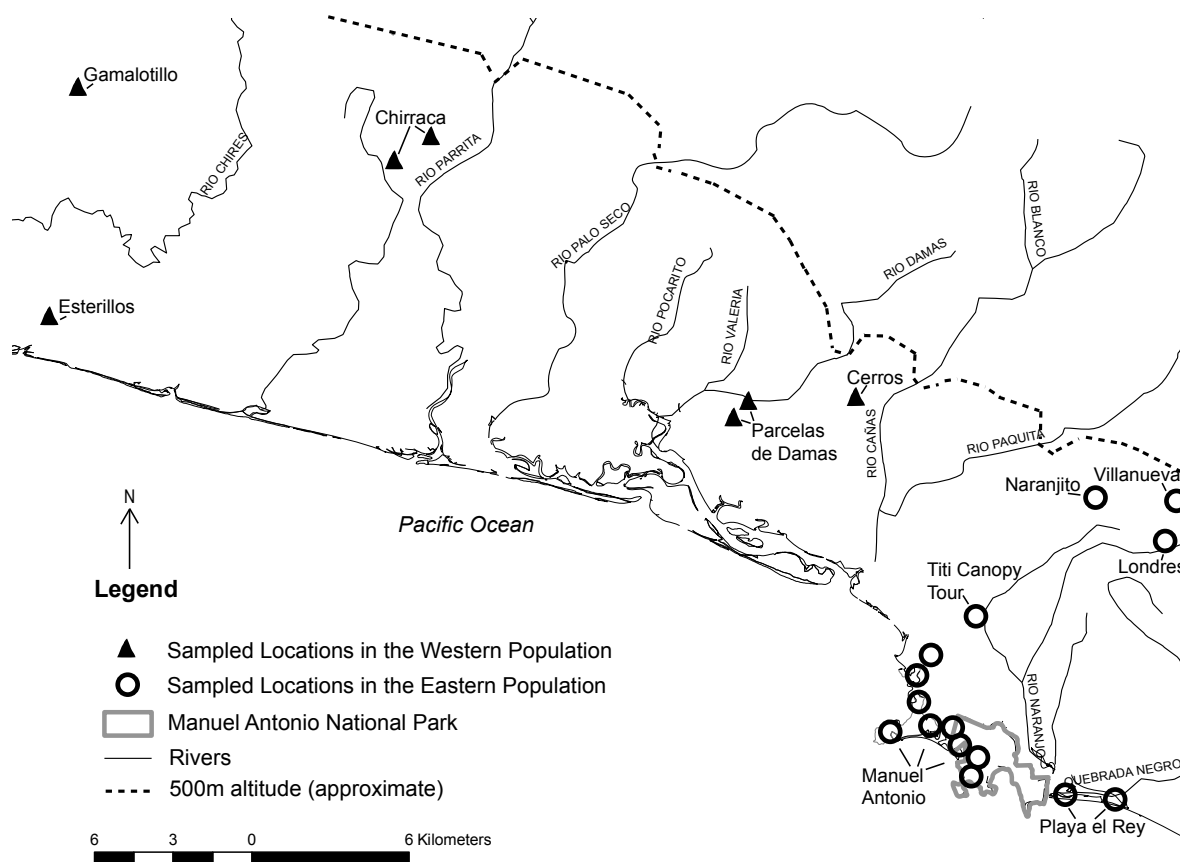 Gamalotillo
Chirraca
RIO CHIRES
RIO PARRITA
RIO PALO SECO
RIO BLANCO
RIO DAMAS
RIO POCARITO
RIO VALERIA
Esterillos
Cerros
Parcelas
de Damas
RIO CAÑAS
RIO PAQUITA
Naranjito
Villanueva
Londres
N
Pacific Ocean
Titi Canopy
Tour
RIO NARANJO
QUEBRADA NEGRO
Manuel
Antonio
Playa el Rey
Legend
Sampled Locations in the Western Population
Sampled Locations in the Eastern Population
Manuel Antonio National Park
Rivers
500m altitude (approximate)
6 3 0 6 Kilometers